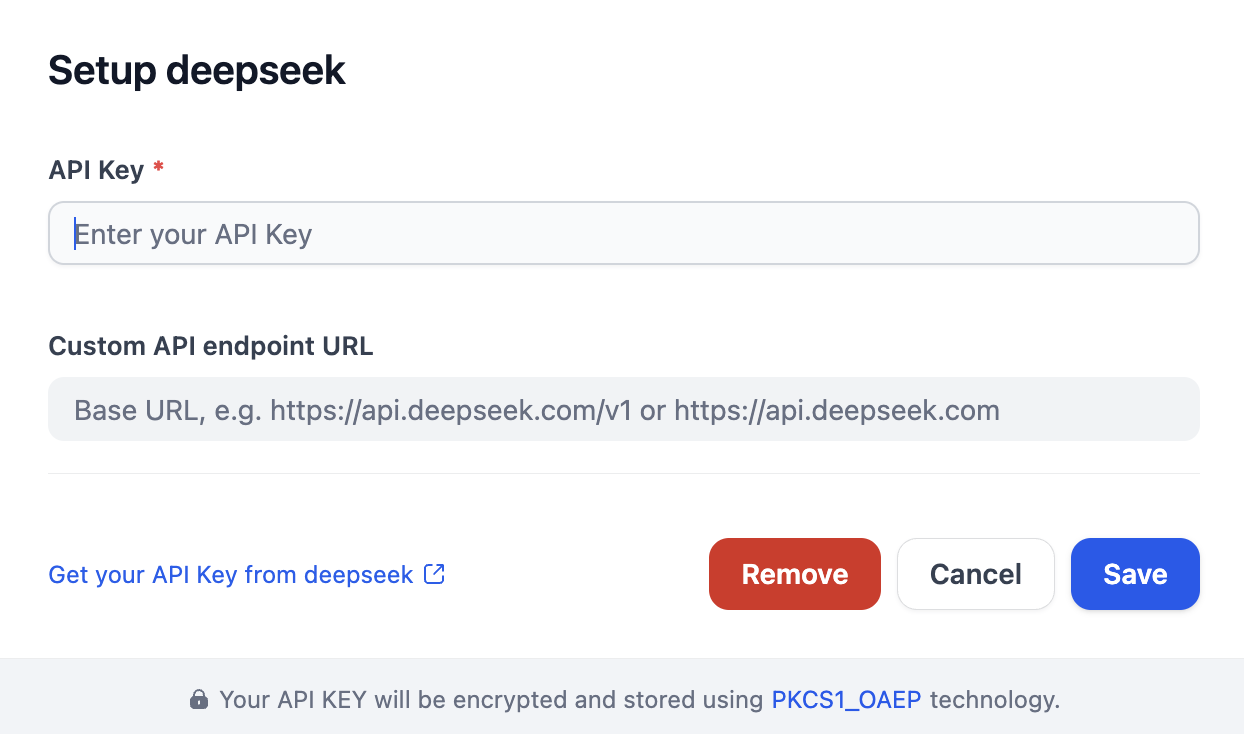 Setup deepseek
API Key *
Enter your API Key
Custom API endpoint URL
Base URL, e.g. https://api.deepseek.com/v1 or https://api.deepseek.com
Get your API Key from deepseek
Remove
Cancel
Save
Your API KEY will be encrypted and stored using PKCS1_OAEP technology.